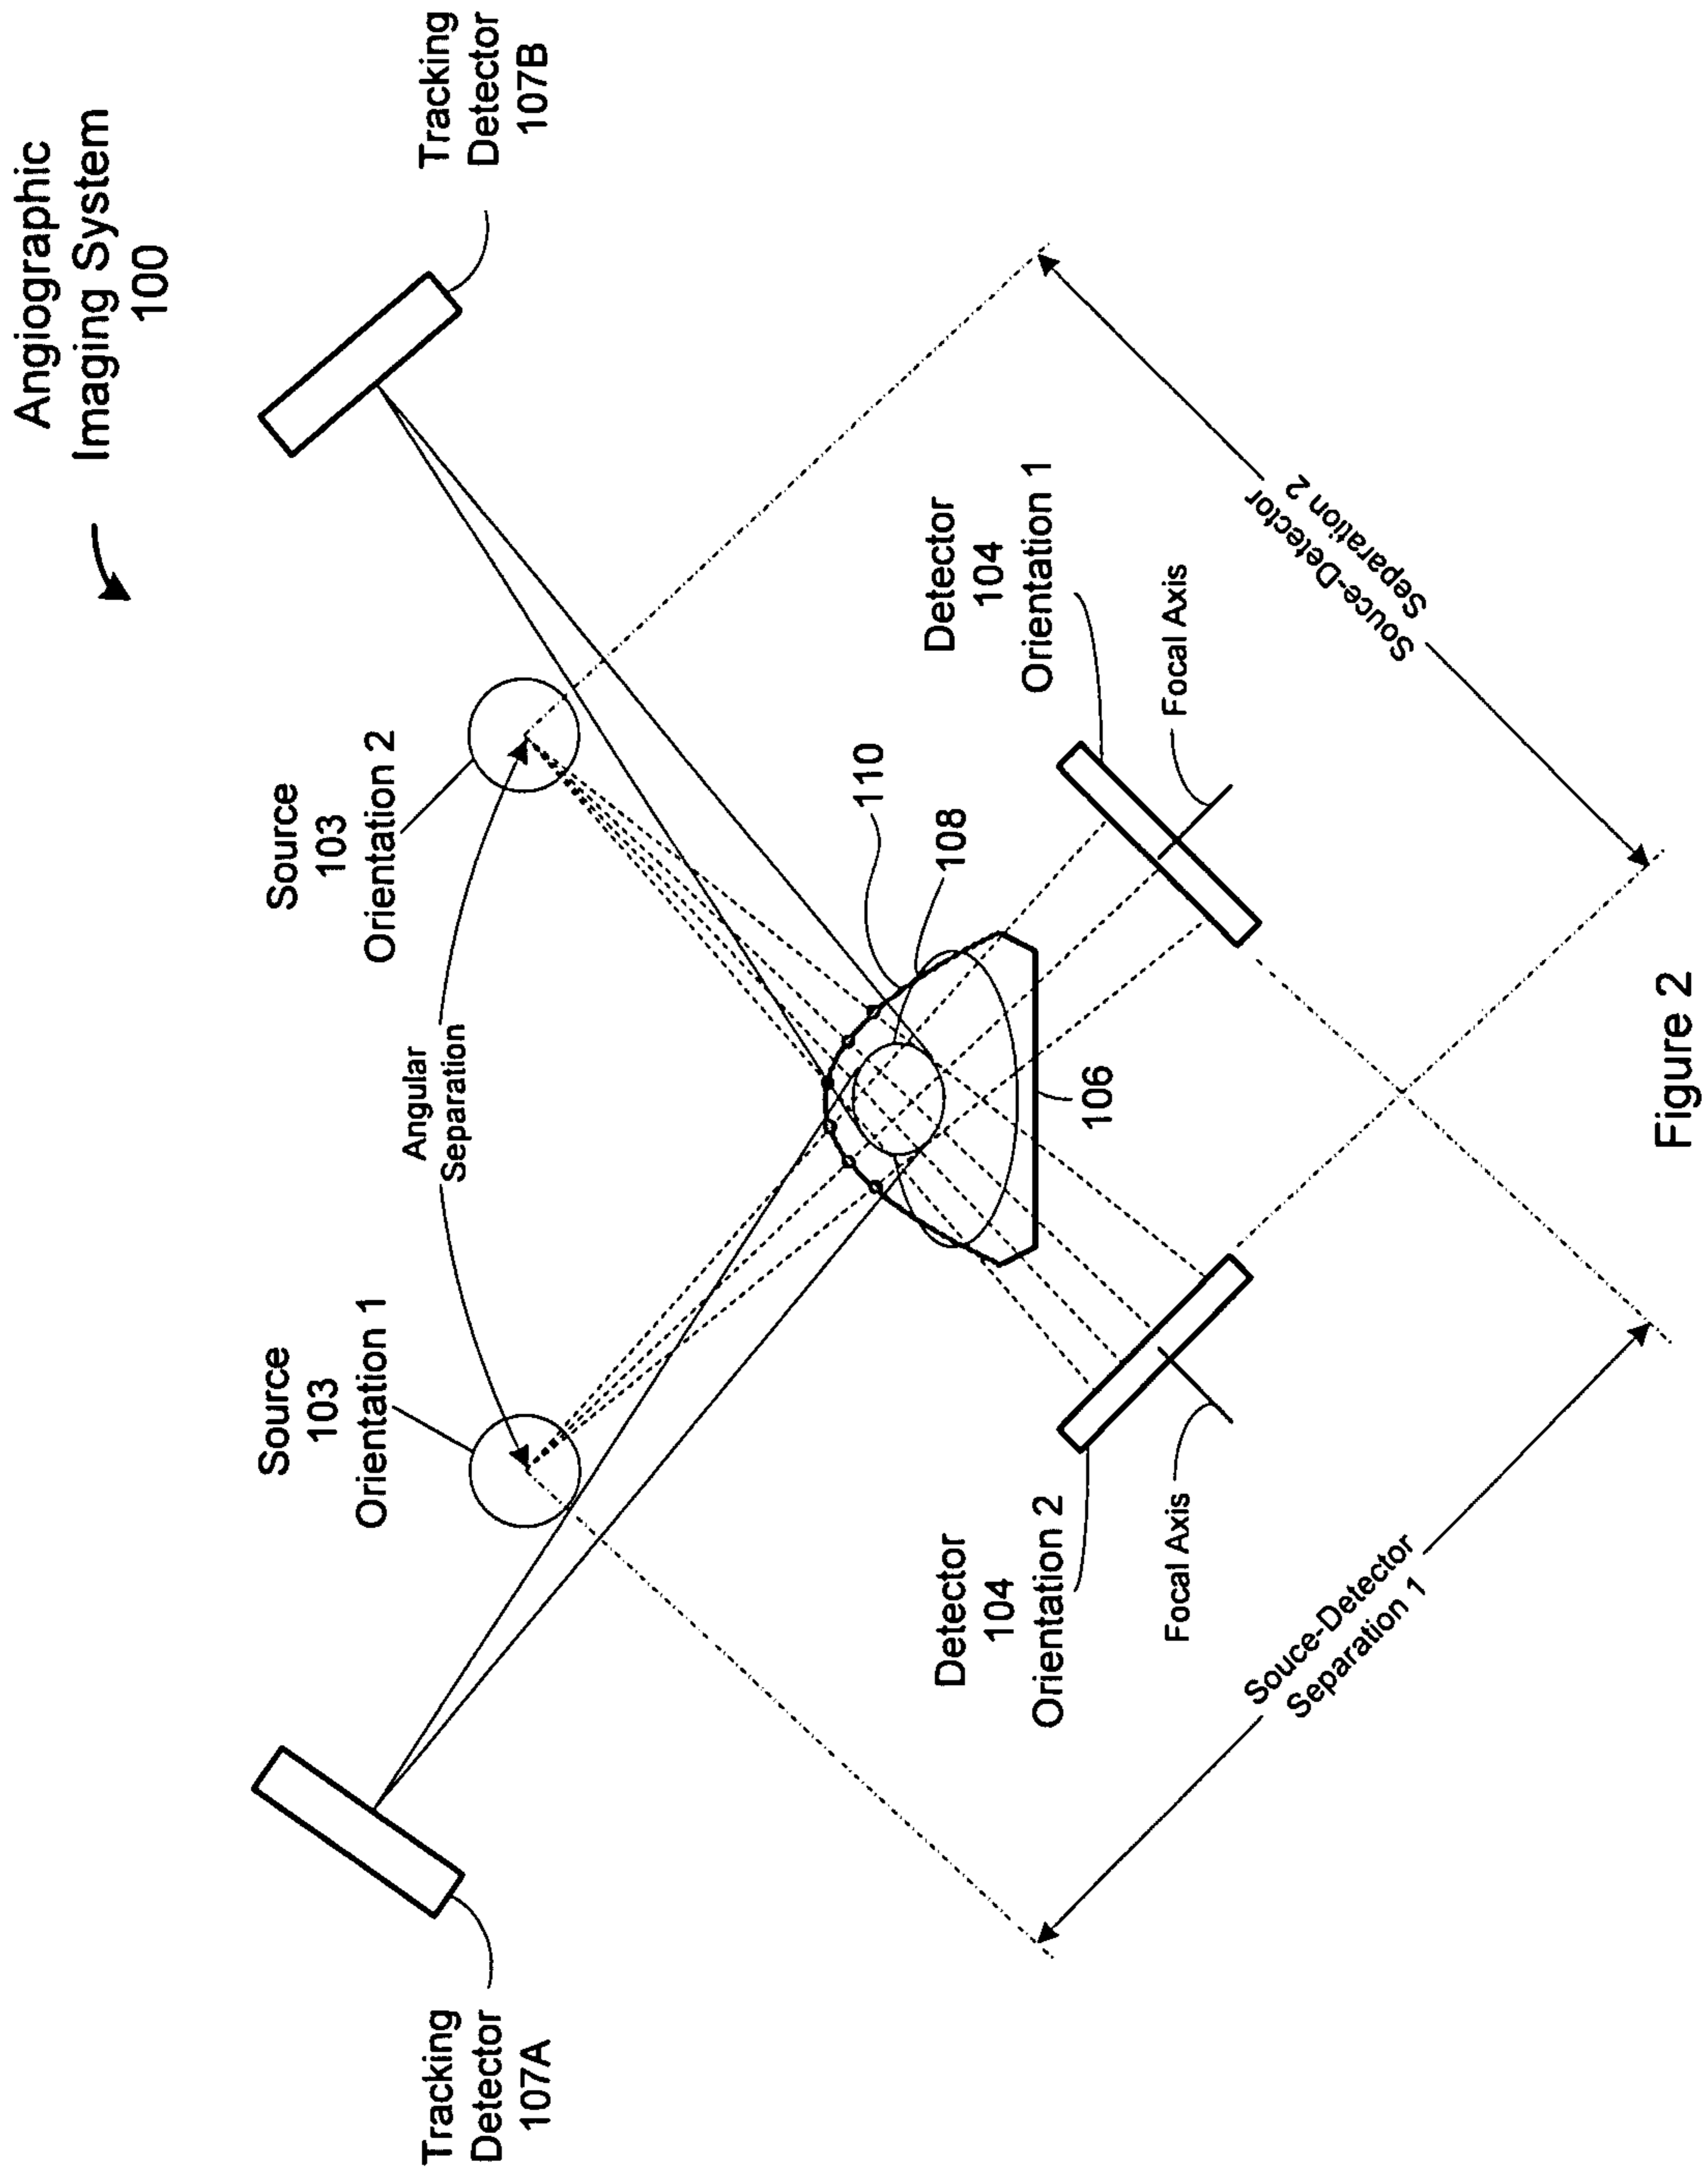 Angiographic
Imaging System
100
Tracking
Detector
107A
Source
103
Orientation 1
Angular
Separation
Source
103
Orientation 2
Tracking
Detector
107B
110
108
106
Detector
104
Orientation 2
Focal Axis
Detector
104
Orientation 1
Focal Axis
Souce-Detector
Separation 1
Souce-Detector
Separation 2
Figure 2